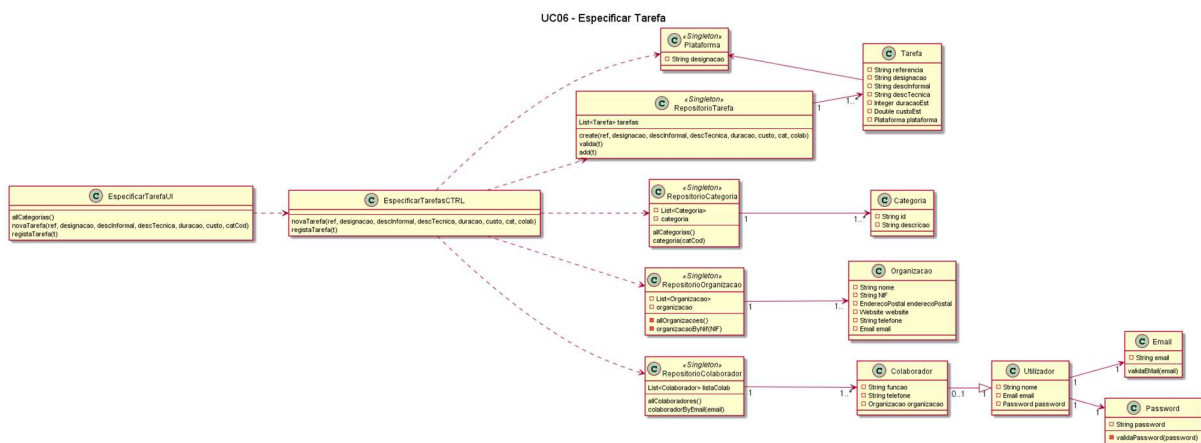 UC06 - Especificar Tarefa
C «Singleton»
Plataforma
String designacao
C Tarefa
String referencia
String designacao
String descInformal
String descTecnica
Integer duracaoEst
Double custoEst
Plataforma plataforma
C «Singleton»
RepositorioTarefa
List<Tarefa> tarefas
create(ref, designacao, descInformal, descTecnica, duracao, custo, cat, colab)
valida(t)
add(t)
1
1..*
C EspecificarTarefaUI
allCategorias()
novaTarefa(ref, designacao, descInformal, descTecnica, duracao, custo, catCod)
registaTarefa(t)
C EspecificarTarefasCTRL
novaTarefa(ref, designacao, descInformal, descTecnica, duracao, custo, cat, colab)
registaTarefa(t)
C «Singleton»
RepositorioCategoria
List<Categoria>
categoria
allCategorias()
categoria(catCod)
1
1..*
C Categoria
String id
String descricao
C «Singleton»
RepositorioOrganizacao
List<Organizacao>
organizacao
allOrganizacoes()
organizacaoByNif(NIF)
1
1..*
C Organizacao
String nome
String NIF
EnderecoPostal enderecoPostal
Website website
String telefone
Email email
C «Singleton»
RepositorioColaborador
List<Colaborador> listaColab
allColaboradores()
colaboradorByEmail(email)
1
1..*
C Colaborador
String funcao
String telefone
Organizacao organizacao
0..1
1
C Utilizador
String nome
Email email
Password password
1
1
C Email
String email
validaEMail(email)
1
1
C Password
String password
validaPassword(password)